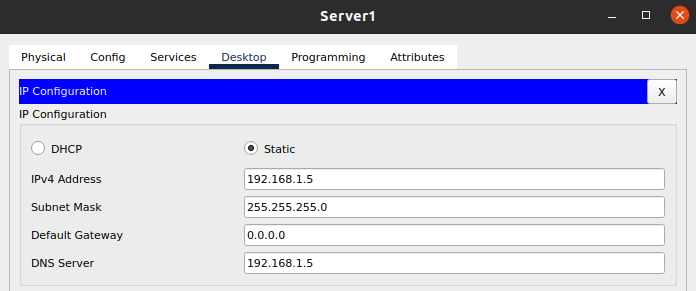 Server1
Physical Config Services Desktop Programming Attributes
IP Configuration X
IP Configuration
DHCP Static
IPv4 Address 192.168.1.5
Subnet Mask 255.255.255.0
Default Gateway 0.0.0.0
DNS Server 192.168.1.5